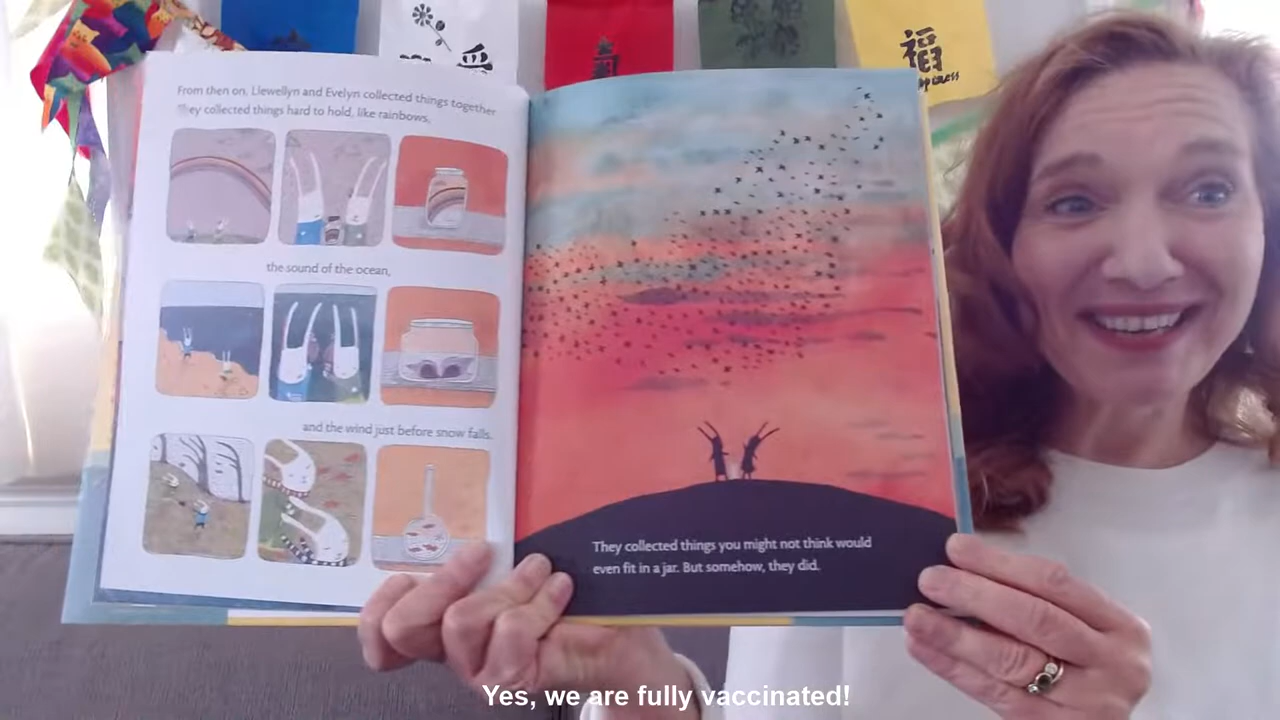 福
From then on, Llewellyn and Evelyn collected things together
They collected things hard to hold, like rainbows,
the sound of the ocean,
and the wind just before snow falls.
They collected things you might not think would
even fit in a jar. But somehow, they did.
Yes, we are fully vaccinated!